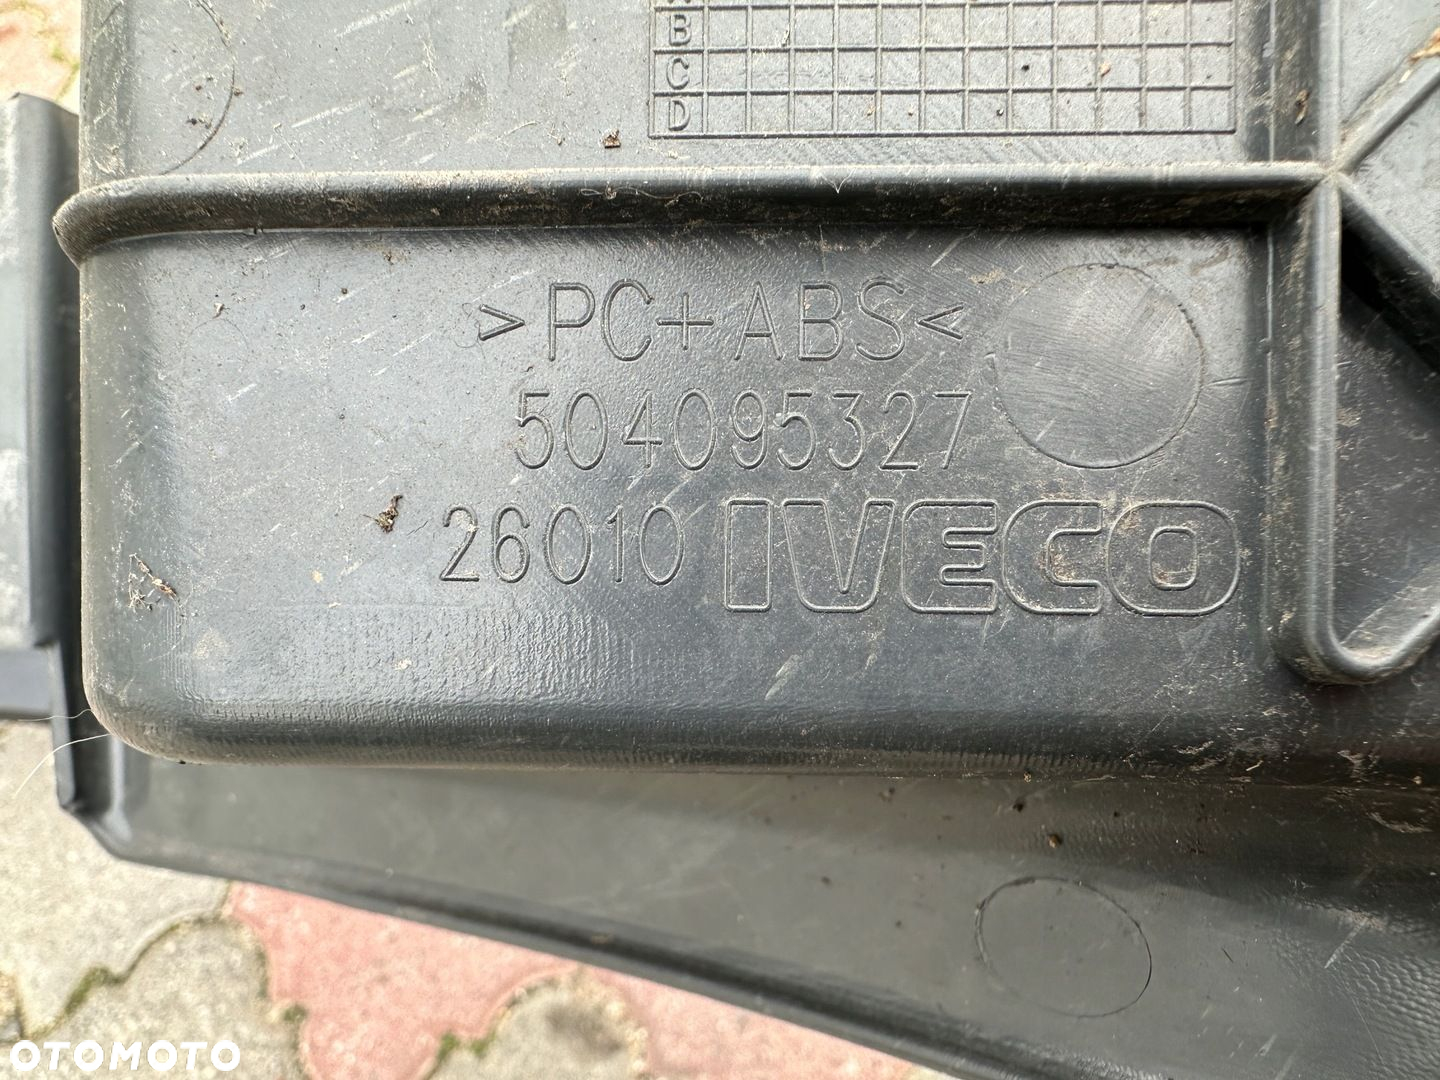 B
C
D
>PC+ABS<
504095327
26010 IVECO
OTOMOTO